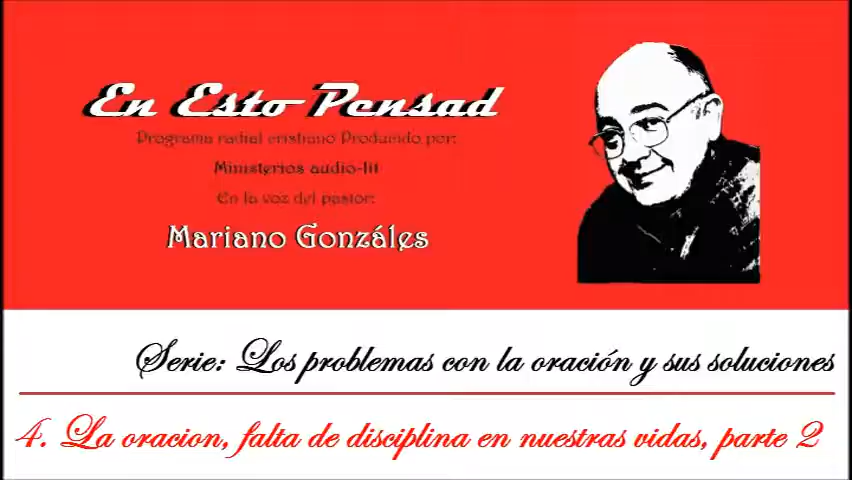 En Esto Pensad
Programa radial cristiano Producido por:
Ministerios audio-lit
En la voz del pastor:
Mariano Gonzáles
Serie: Los problemas con la oración y sus soluciones
4. La oracion, falta de disciplina en nuestras vidas, parte 2